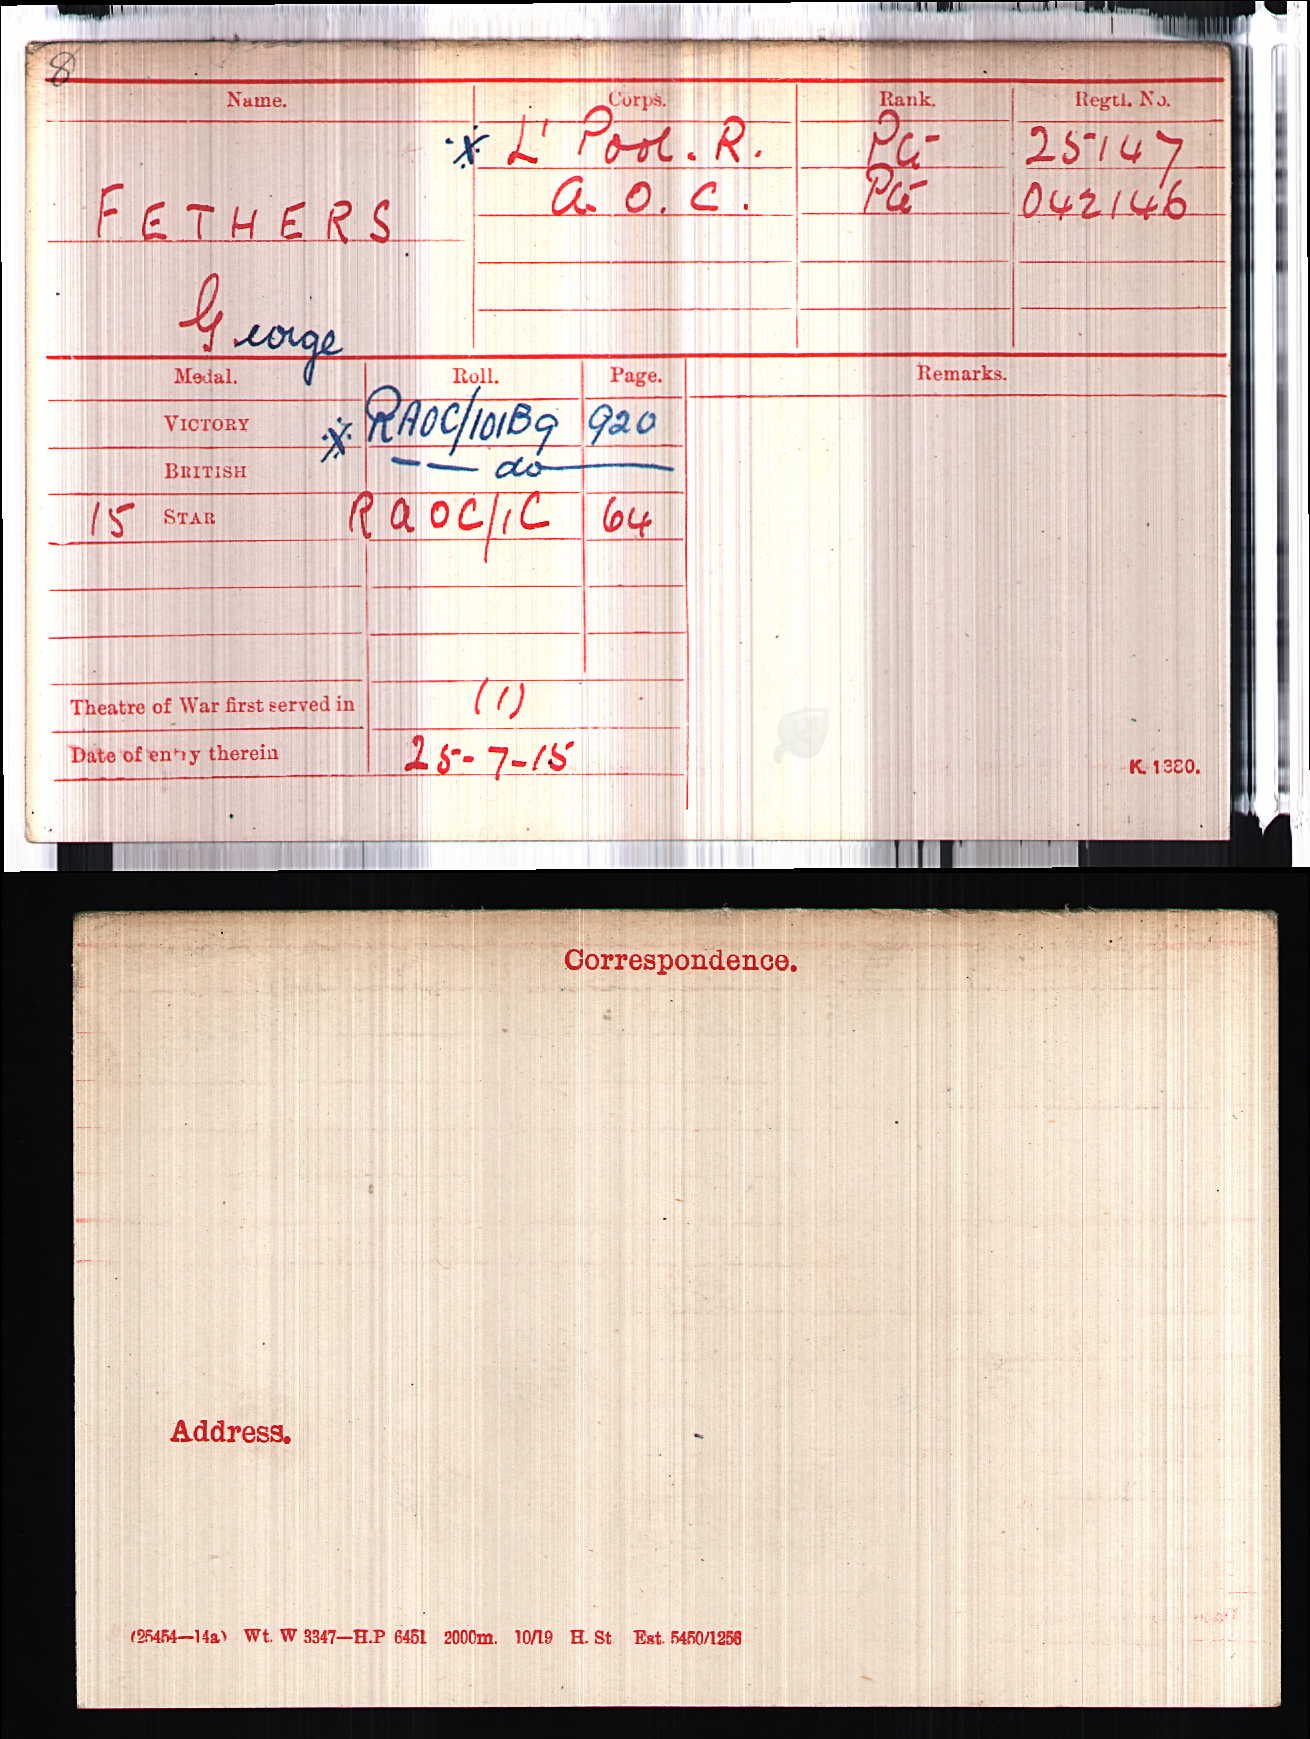 8
Name. Corps. Rank. Regtl. No.
※ L'Pool. R. Pte 25147
A. O. C. Pte 042146
FETHERS
George
Medal. Roll. Page. Remarks.
VICTORY ※ RAOC/101B9 920
BRITISH — — do —
15 STAR RAOC/1C 64
Theatre of War first served in (1)
Date of entry therein 25-7-15
K. 1380.
Correspondence.
Address.
(25454—14a) Wt. W 3347—H.P 6451 2000m. 10/19 H. St Est. 5450/1256